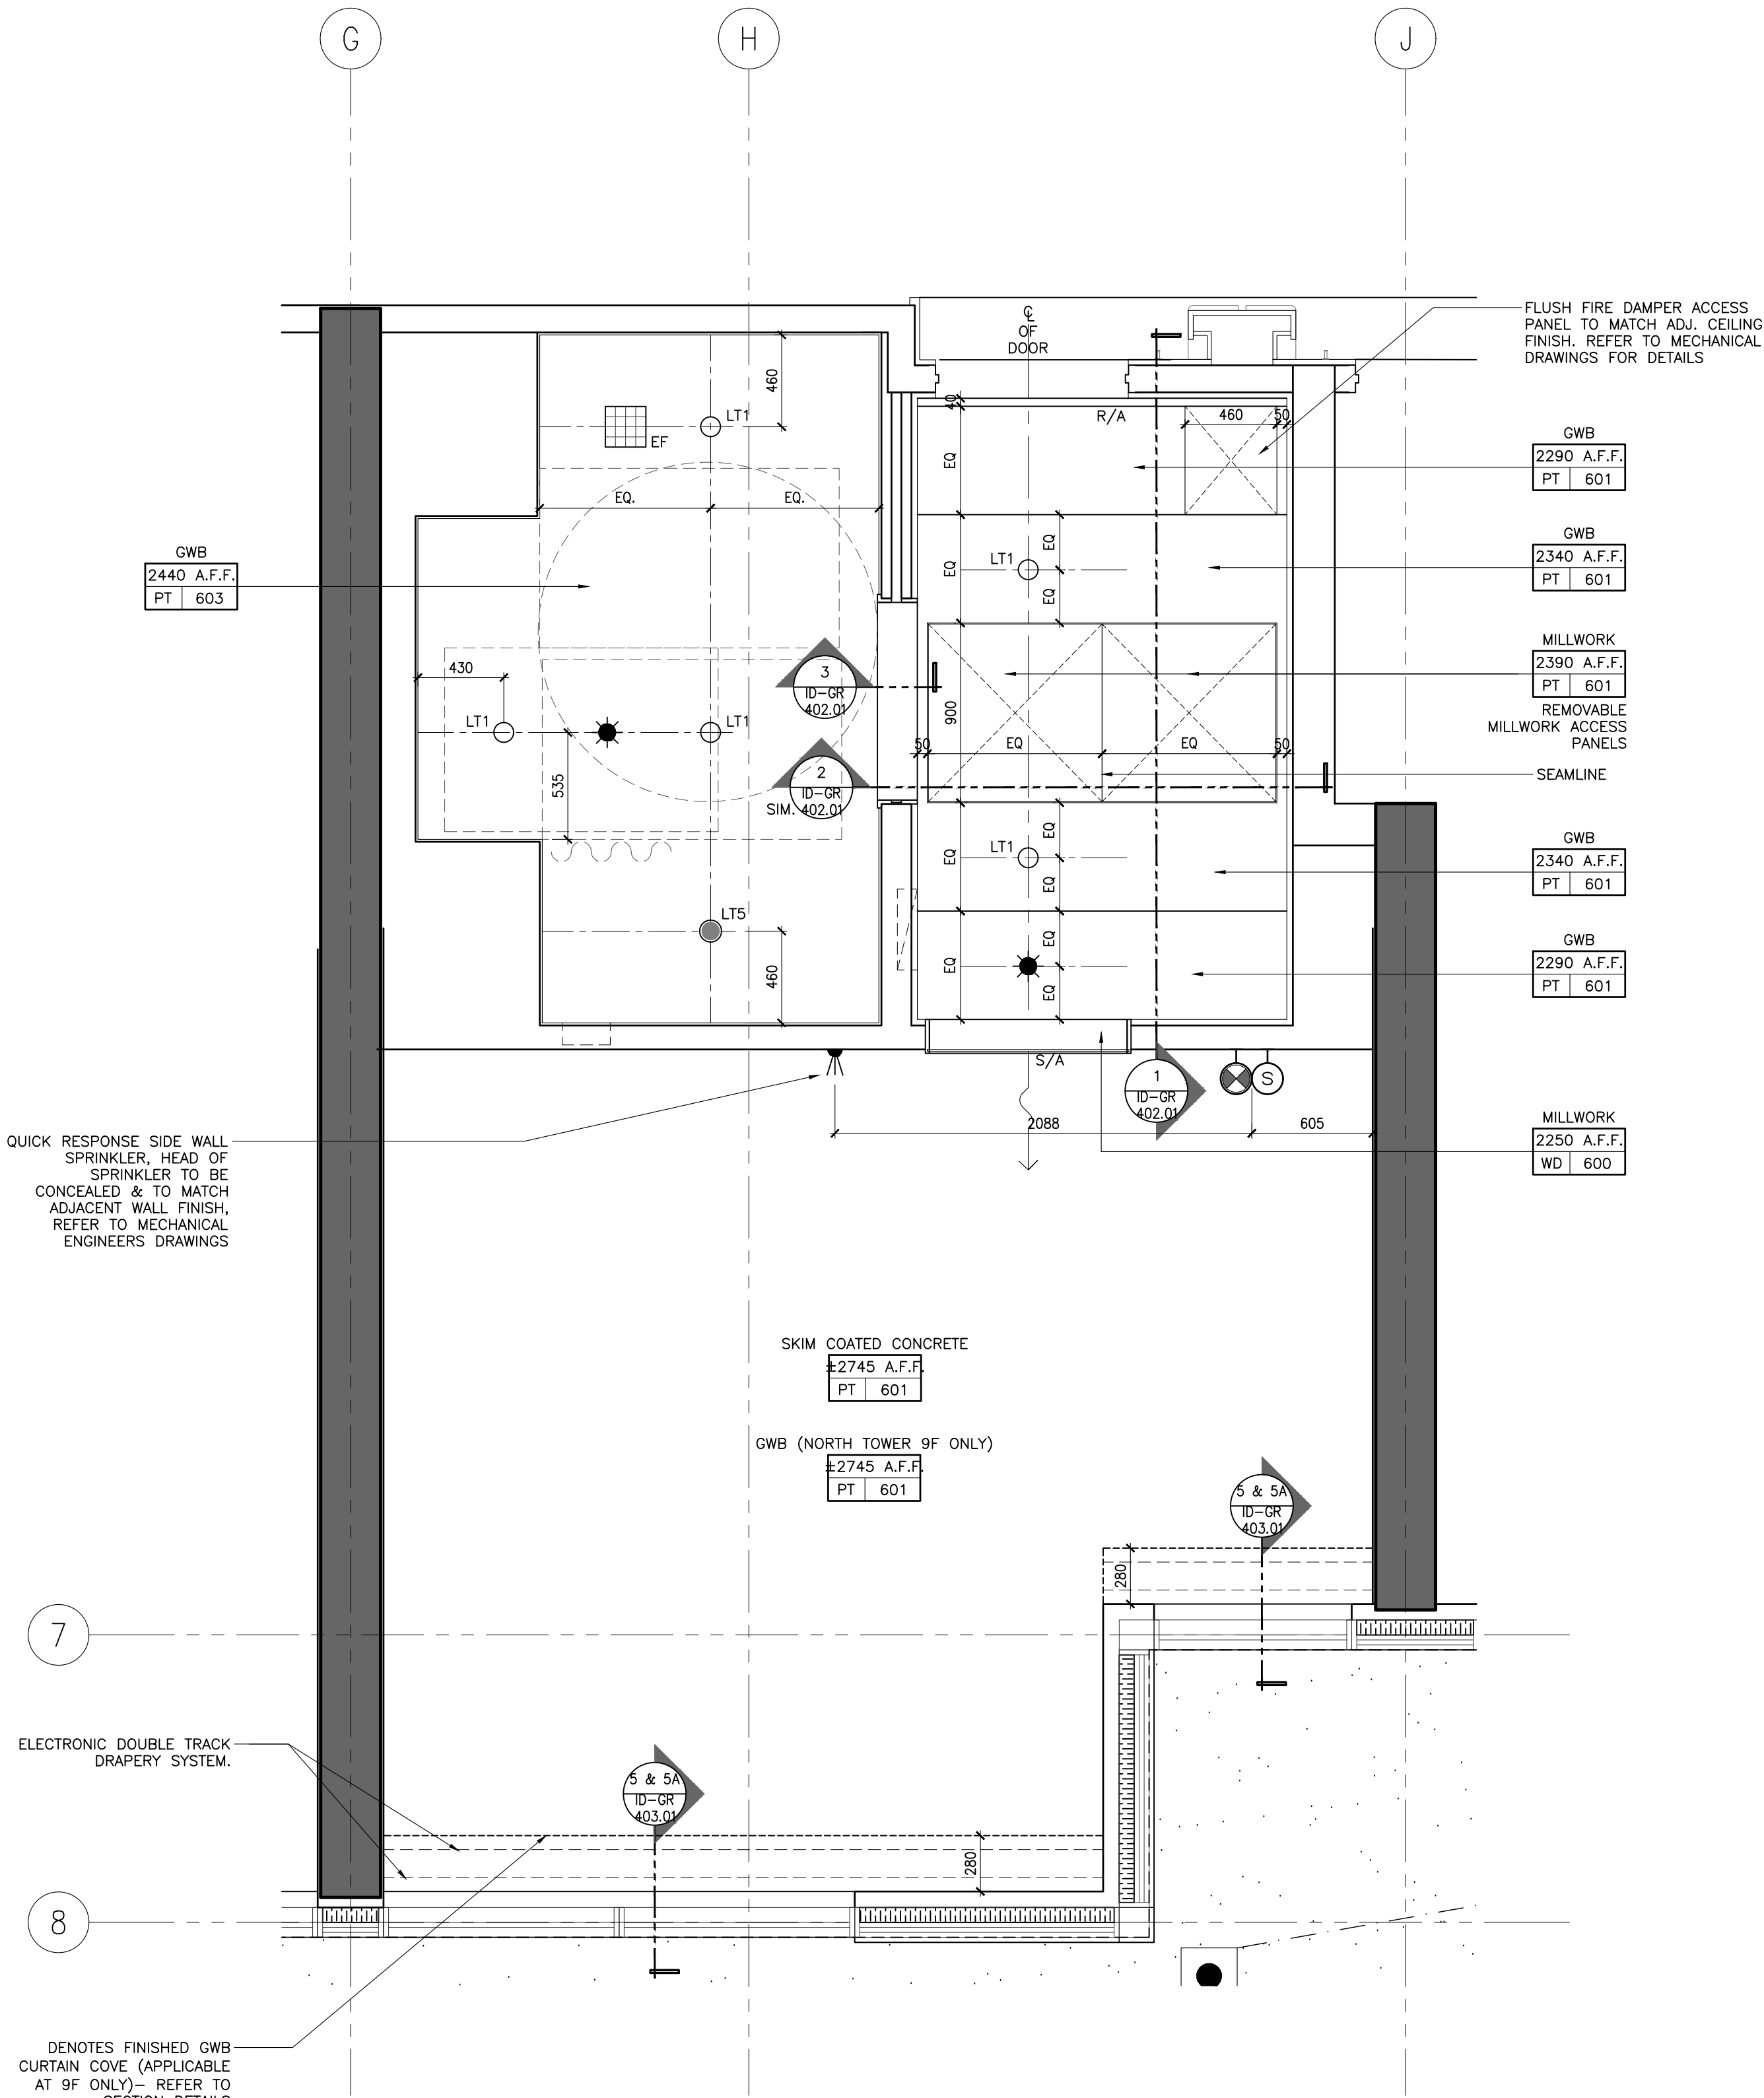 G
H
J
℄
OF
DOOR
FLUSH FIRE DAMPER ACCESS
PANEL TO MATCH ADJ. CEILING
FINISH. REFER TO MECHANICAL
DRAWINGS FOR DETAILS
460
LT1
EF
EQ.
EQ.
40
R/A
460
50
EQ
GWB
2290 A.F.F.
PT 601
GWB
2440 A.F.F.
PT 603
EQ
LT1
EQ
EQ
GWB
2340 A.F.F.
PT 601
430
LT1
LT1
535
3
ID-GR
402.01
2
ID-GR
SIM. 402.01
900
50
EQ
EQ
50
MILLWORK
2390 A.F.F.
PT 601
REMOVABLE
MILLWORK ACCESS
PANELS
SEAMLINE
EQ
LT1
EQ
EQ
GWB
2340 A.F.F.
PT 601
LT5
460
EQ
EQ
EQ
GWB
2290 A.F.F.
PT 601
S/A
1
ID-GR
402.01
S
2088
605
MILLWORK
2250 A.F.F.
WD 600
QUICK RESPONSE SIDE WALL
SPRINKLER, HEAD OF
SPRINKLER TO BE
CONCEALED & TO MATCH
ADJACENT WALL FINISH,
REFER TO MECHANICAL
ENGINEERS DRAWINGS
SKIM COATED CONCRETE
±2745 A.F.F.
PT 601
GWB (NORTH TOWER 9F ONLY)
±2745 A.F.F.
PT 601
5 & 5A
ID-GR
403.01
280
7
ELECTRONIC DOUBLE TRACK
DRAPERY SYSTEM.
5 & 5A
ID-GR
403.01
280
8
DENOTES FINISHED GWB
CURTAIN COVE (APPLICABLE
AT 9F ONLY)- REFER TO
SECTION DETAILS